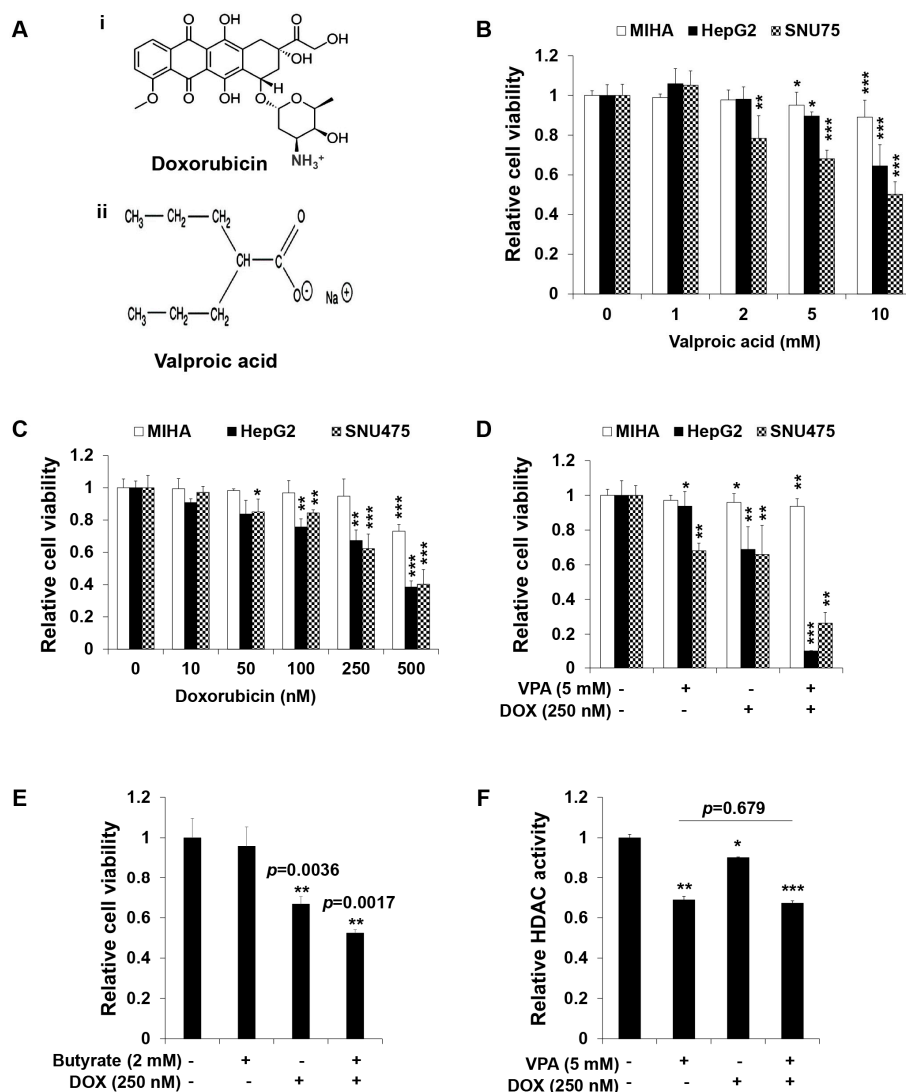 A
i
O
OH
O
OH
OH
O
O
OH
O
O
OH
NH₃⁺
H
Doxorubicin
ii
CH₃ — CH₂ — CH₂
O
CH — C
O⊖ Na⊕
CH₃ — CH₂ — CH₂
Valproic acid
B
MIHA HepG2 SNU75
Relative cell viability
1.2
1
0.8
0.6
0.4
0.2
0
** * * *** *** *** ***
0 1 2 5 10
Valproic acid (mM)
C
MIHA HepG2 SNU475
Relative cell viability
1.2
1
0.8
0.6
0.4
0.2
0
* ** ** ** *** *** *** ***
0 10 50 100 250 500
Doxorubicin (nM)
D
MIHA HepG2 SNU475
Relative cell viability
1.2
1
0.8
0.6
0.4
0.2
0
* ** * ** ** ** *** **
VPA (5 mM) - + - +
DOX (250 nM) - - + +
E
Relative cell viability
1.2
1
0.8
0.6
0.4
0.2
0
p=0.0036
**
p=0.0017
**
Butyrate (2 mM) - + - +
DOX (250 nM) - - + +
F
Relative HDAC activity
1.2
1
0.8
0.6
0.4
0.2
0
p=0.679
** * ***
VPA (5 mM) - + - +
DOX (250 nM) - - + +